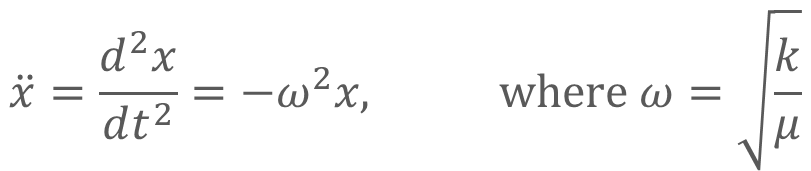 ẍ = d²x/dt² = −ω²x, where ω = √(k/μ)